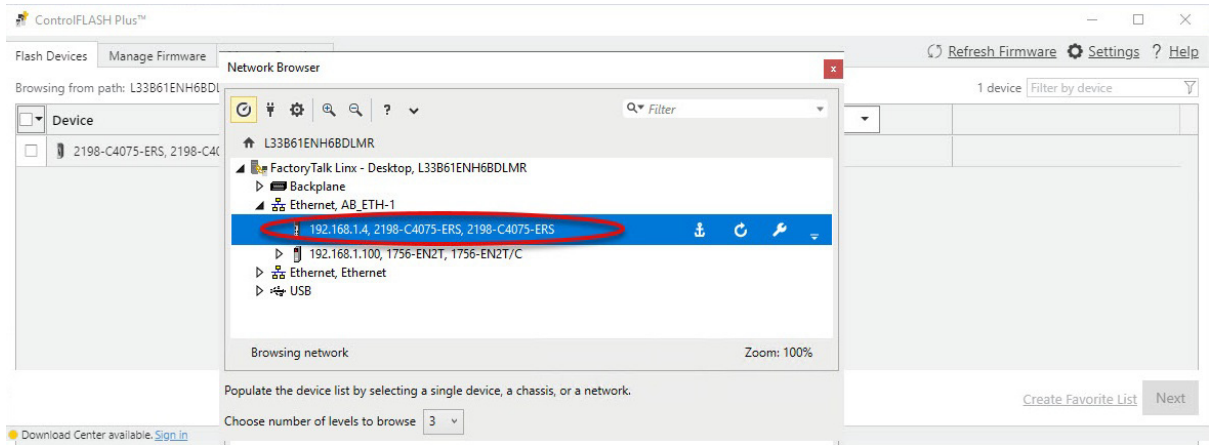 ControlFLASH Plus™
Flash Devices Manage Firmware
Refresh Firmware Settings ? Help
Network Browser
Browsing from path: L33B61ENH6BDL
1 device Filter by device
Device
Filter
2198-C4075-ERS, 2198-C40
L33B61ENH6BDLMR
FactoryTalk Linx - Desktop, L33B61ENH6BDLMR
Backplane
Ethernet, AB_ETH-1
192.168.1.4, 2198-C4075-ERS, 2198-C4075-ERS
192.168.1.100, 1756-EN2T, 1756-EN2T/C
Ethernet, Ethernet
USB
Browsing network Zoom: 100%
Populate the device list by selecting a single device, a chassis, or a network.
Choose number of levels to browse 3
Create Favorite List Next
Download Center available. Sign in